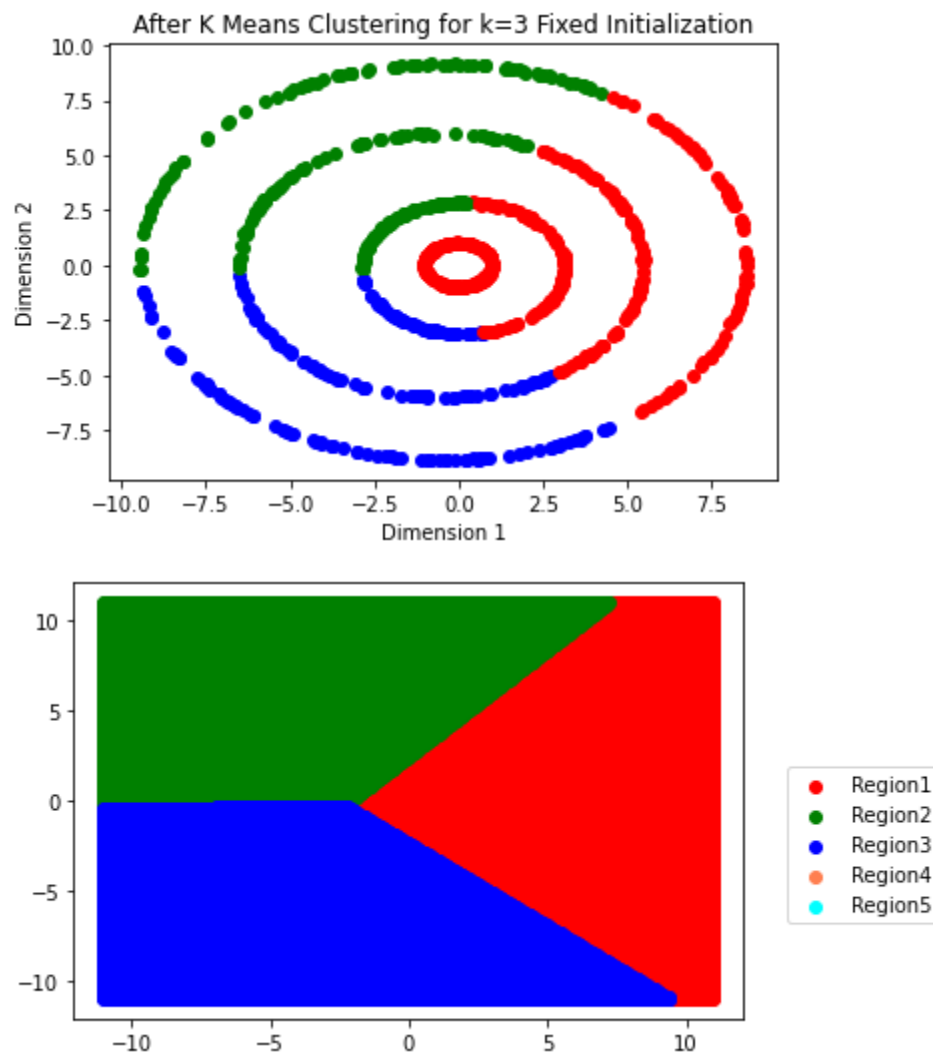 After K Means Clustering for k=3 Fixed Initialization
10.0
7.5
5.0
2.5
0.0
−2.5
−5.0
−7.5
Dimension 2
−10.0 −7.5 −5.0 −2.5 0.0 2.5 5.0 7.5
Dimension 1
10
5
0
−5
−10
−10 −5 0 5 10
Region1
Region2
Region3
Region4
Region5